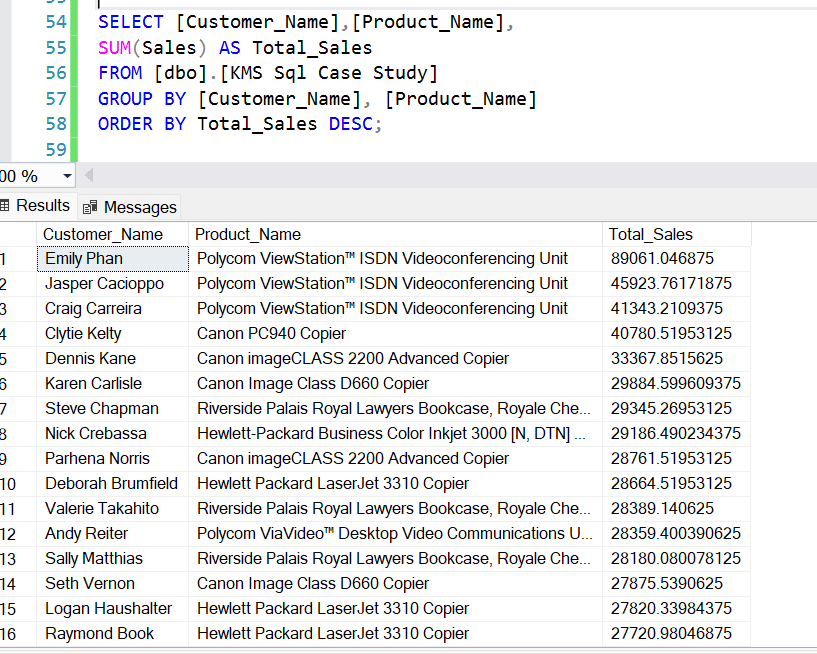 54 SELECT [Customer_Name],[Product_Name],
55 SUM(Sales) AS Total_Sales
56 FROM [dbo].[KMS Sql Case Study]
57 GROUP BY [Customer_Name], [Product_Name]
58 ORDER BY Total_Sales DESC;
59
00 %
Results Messages
Customer_Name Product_Name Total_Sales
1 Emily Phan Polycom ViewStation™ ISDN Videoconferencing Unit 89061.046875
2 Jasper Cacioppo Polycom ViewStation™ ISDN Videoconferencing Unit 45923.76171875
3 Craig Carreira Polycom ViewStation™ ISDN Videoconferencing Unit 41343.2109375
4 Clytie Kelty Canon PC940 Copier 40780.51953125
5 Dennis Kane Canon imageCLASS 2200 Advanced Copier 33367.8515625
6 Karen Carlisle Canon Image Class D660 Copier 29884.599609375
7 Steve Chapman Riverside Palais Royal Lawyers Bookcase, Royale Che... 29345.26953125
8 Nick Crebassa Hewlett-Packard Business Color Inkjet 3000 [N, DTN] ... 29186.490234375
9 Parhena Norris Canon imageCLASS 2200 Advanced Copier 28761.51953125
10 Deborah Brumfield Hewlett Packard LaserJet 3310 Copier 28664.51953125
11 Valerie Takahito Riverside Palais Royal Lawyers Bookcase, Royale Che... 28389.140625
12 Andy Reiter Polycom ViaVideo™ Desktop Video Communications U... 28359.400390625
13 Sally Matthias Riverside Palais Royal Lawyers Bookcase, Royale Che... 28180.080078125
14 Seth Vernon Canon Image Class D660 Copier 27875.5390625
15 Logan Haushalter Hewlett Packard LaserJet 3310 Copier 27820.33984375
16 Raymond Book Hewlett Packard LaserJet 3310 Copier 27720.98046875